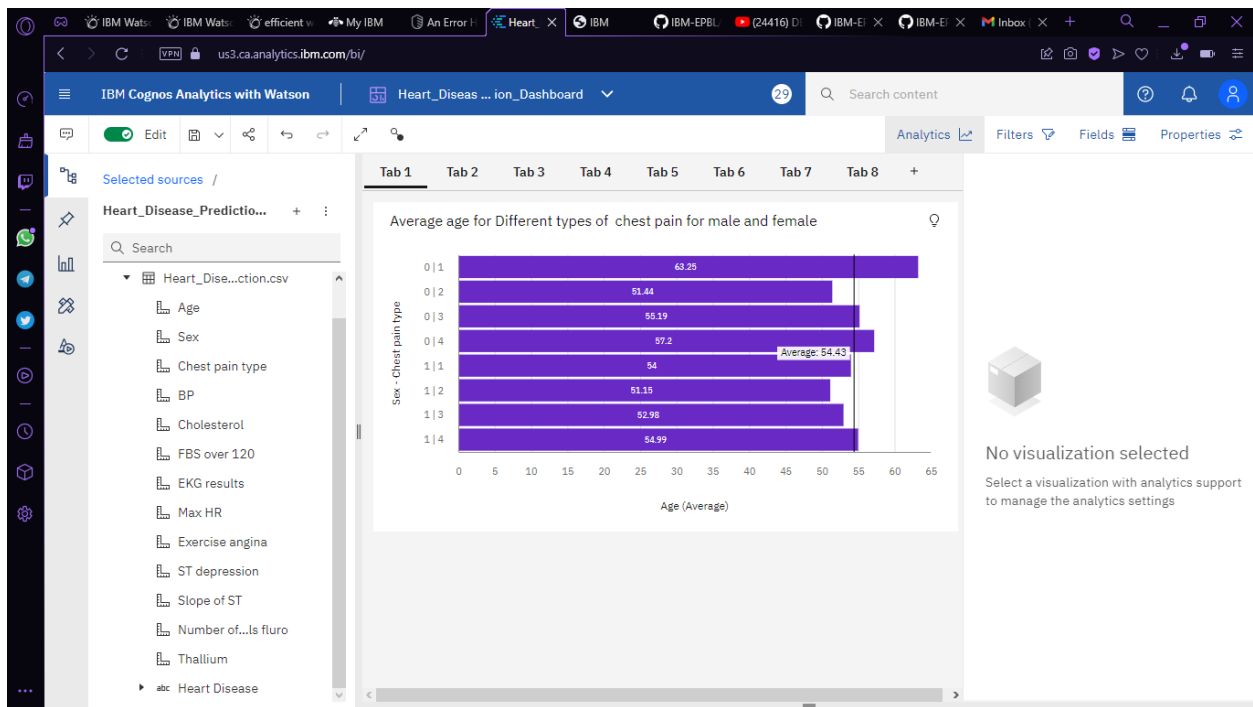 IBM Wats
IBM Wats
efficient w
My IBM
An Error H
Heart_
IBM
IBM-EPBL/
(24416) D
IBM-EF
IBM-EF
Inbox (
VPN
us3.ca.analytics.ibm.com/bi/
IBM Cognos Analytics with Watson
Heart_Diseas ... ion_Dashboard
29
Search content
Edit
Analytics
Filters
Fields
Properties
Selected sources /
Heart_Disease_Predictio...
Search
Heart_Dise...ction.csv
Age
Sex
Chest pain type
BP
Cholesterol
FBS over 120
EKG results
Max HR
Exercise angina
ST depression
Slope of ST
Number of...ls fluro
Thallium
abc Heart Disease
Tab 1
Tab 2
Tab 3
Tab 4
Tab 5
Tab 6
Tab 7
Tab 8
Average age for Different types of chest pain for male and female
Sex - Chest pain type
0 | 1
63.25
0 | 2
51.44
0 | 3
55.19
0 | 4
57.2
Average: 54.43
1 | 1
54
1 | 2
51.15
1 | 3
52.98
1 | 4
54.99
0 5 10 15 20 25 30 35 40 45 50 55 60 65
Age (Average)
No visualization selected
Select a visualization with analytics support
to manage the analytics settings